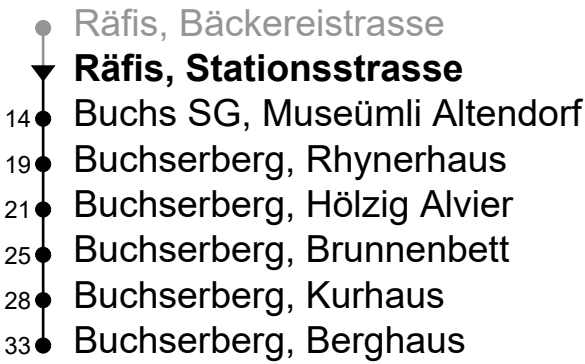 Räfis, Bäckereistrasse
Räfis, Stationsstrasse
14 Buchs SG, Museümli Altendorf
19 Buchserberg, Rhynerhaus
21 Buchserberg, Hölzig Alvier
25 Buchserberg, Brunnenbett
28 Buchserberg, Kurhaus
33 Buchserberg, Berghaus